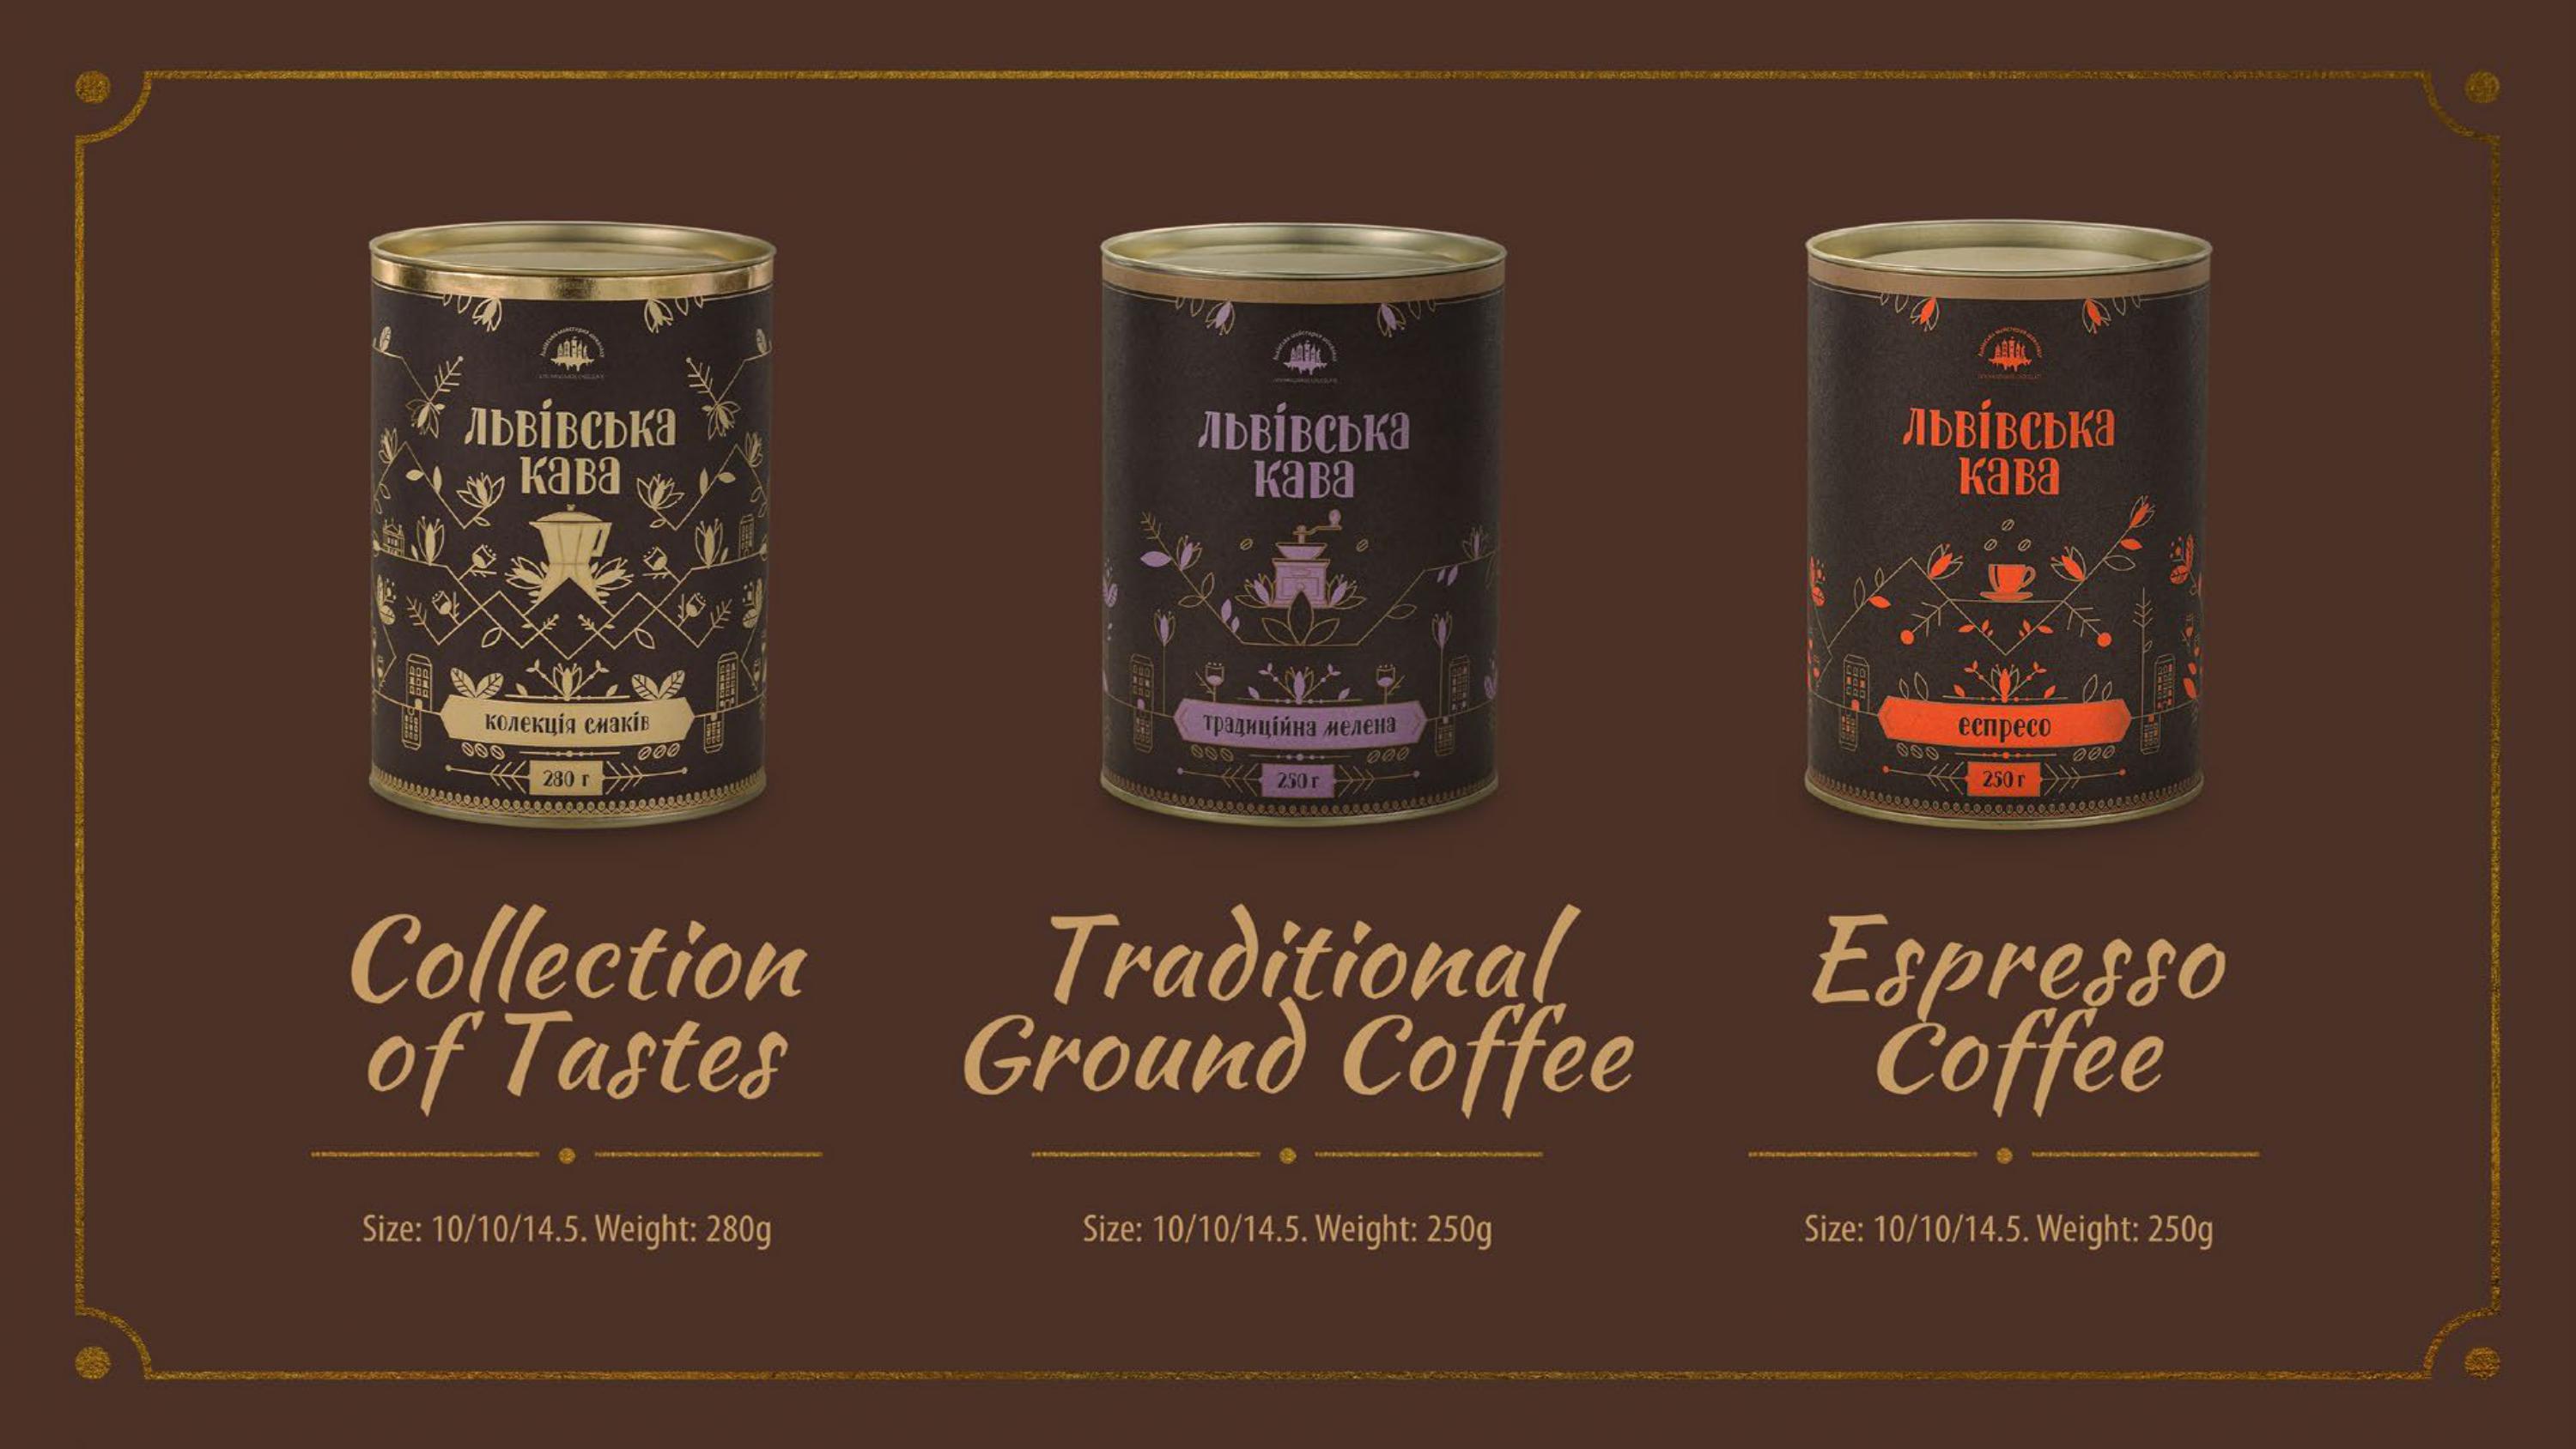 львівська
кава
колекція смаків
280 г
львівська
кава
традиційна мелена
250 г
львівська
кава
еспресо
250 г
Collection
of Tastes
Traditional
Ground Coffee
Espresso
Coffee
Size: 10/10/14.5. Weight: 280g
Size: 10/10/14.5. Weight: 250g
Size: 10/10/14.5. Weight: 250g